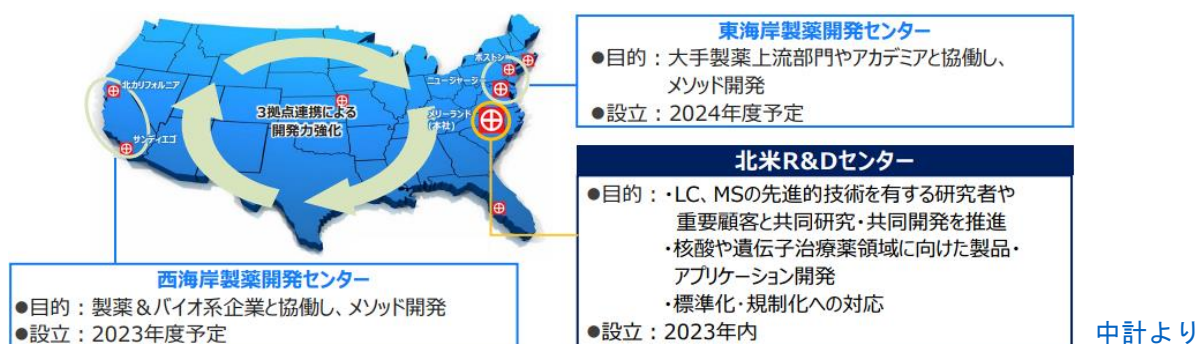 東海岸製薬開発センター
●目的：大手製薬上流部門やアカデミアと協働し、
メソッド開発
●設立：2024年度予定
ボストン
ニュージャージー
北カリフォルニア
3拠点連携による
開発力強化
メリーランド
(本社)
サンディエゴ
北米R&Dセンター
●目的：・LC、MSの先進的技術を有する研究者や
重要顧客と共同研究・共同開発を推進
・核酸や遺伝子治療薬領域に向けた製品・
アプリケーション開発
・標準化・規制化への対応
●設立：2023年内
西海岸製薬開発センター
●目的：製薬＆バイオ系企業と協働し、メソッド開発
●設立：2023年度予定
中計より